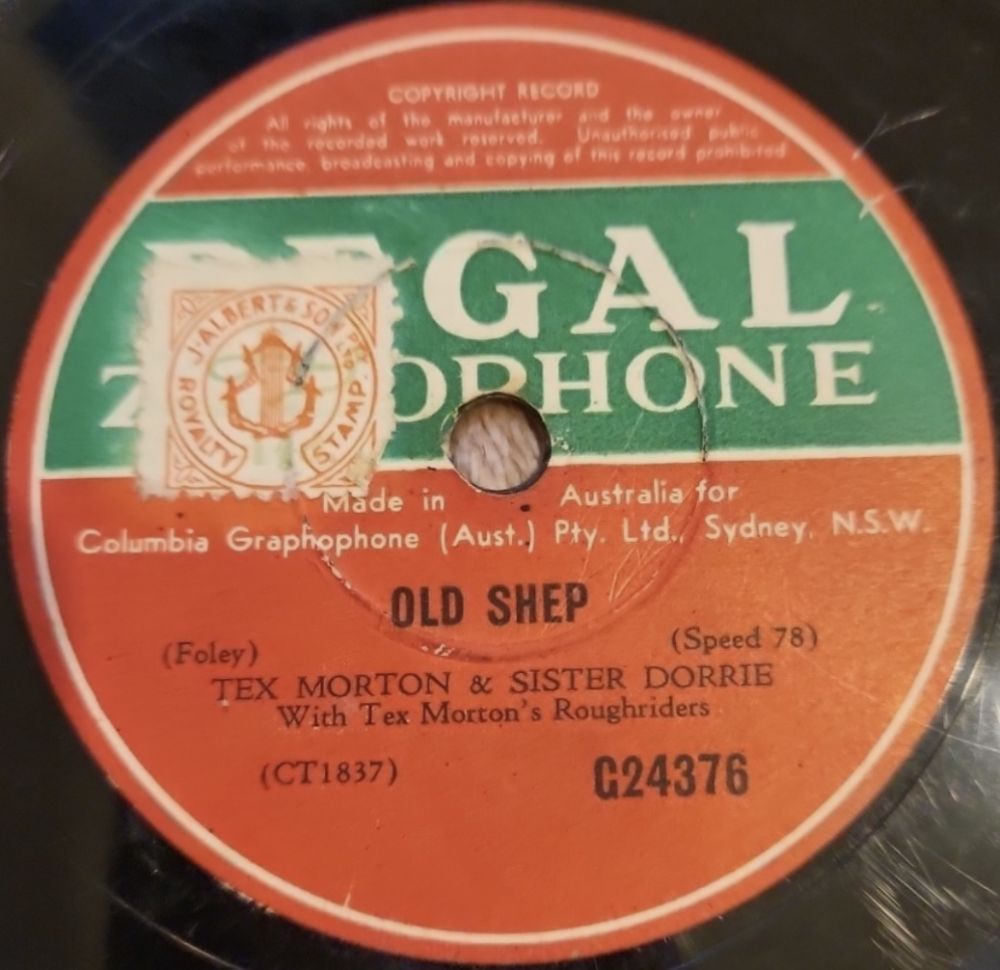 COPYRIGHT RECORD
All rights of the manufacturer and the owner
of the recorded work reserved. Unauthorised public
performance, broadcasting and copying of this record prohibited
GAL
PHONE
J. ALBERT & SON PTY LTD
ROYALTY STAMP.
Made in Australia for
Columbia Graphophone (Aust.) Pty. Ltd., Sydney, N.S.W.
OLD SHEP
(Foley) (Speed 78)
TEX MORTON & SISTER DORRIE
With Tex Morton's Roughriders
(CT1837) G24376